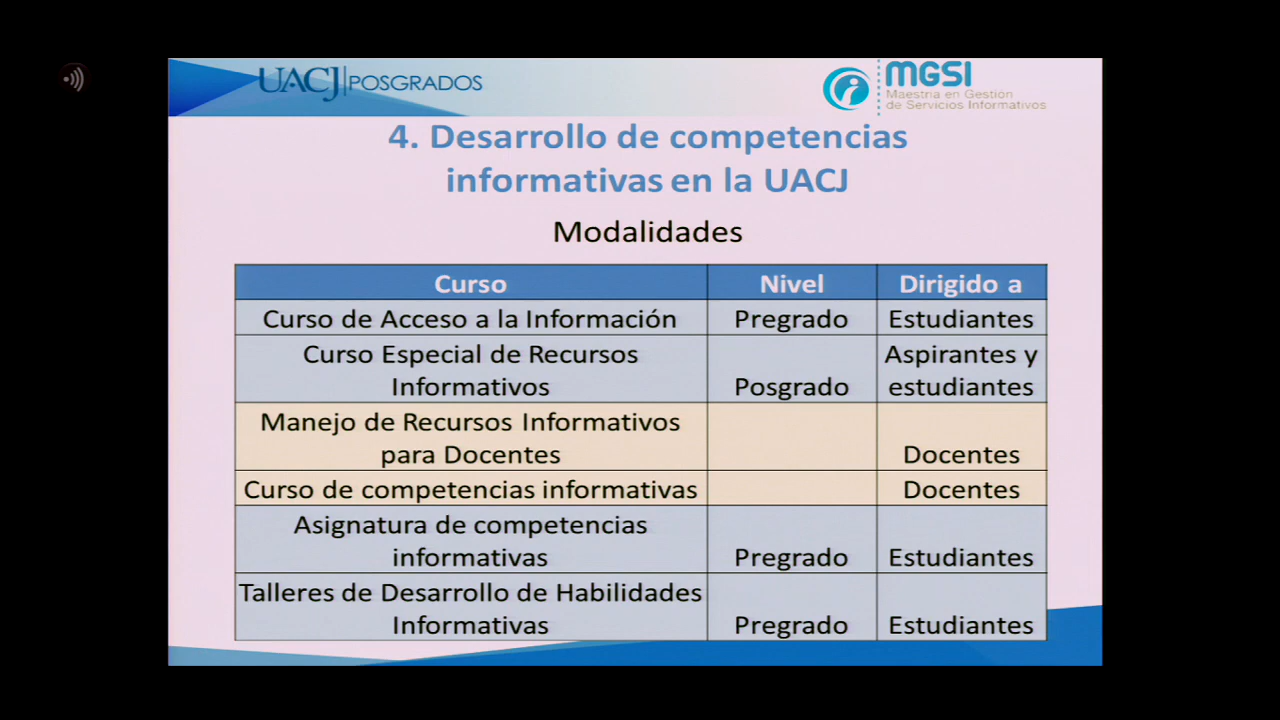 UACJ POSGRADOS
MGSI
Maestría en Gestión
de Servicios Informativos
4. Desarrollo de competencias
informativas en la UACJ
Modalidades
Curso Nivel Dirigido a
Curso de Acceso a la Información Pregrado Estudiantes
Curso Especial de Recursos
Informativos Posgrado Aspirantes y
estudiantes
Manejo de Recursos Informativos
para Docentes Docentes
Curso de competencias informativas Docentes
Asignatura de competencias
informativas Pregrado Estudiantes
Talleres de Desarrollo de Habilidades
Informativas Pregrado Estudiantes